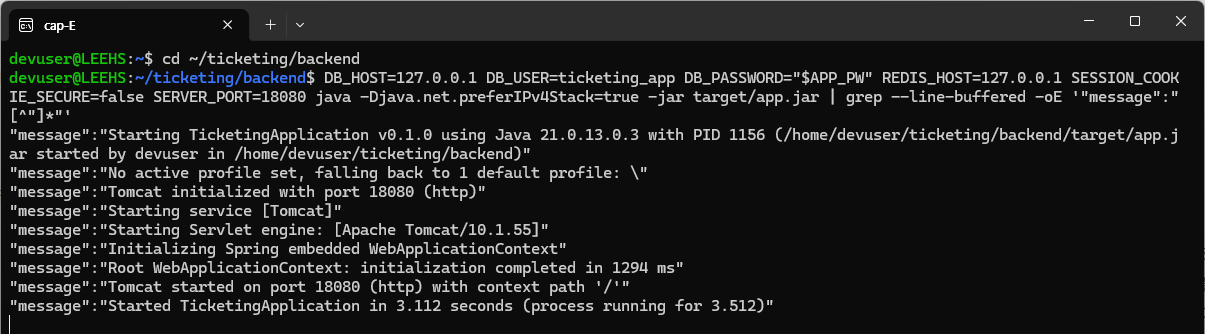 cap-E
devuser@LEEHS:~$ cd ~/ticketing/backend
devuser@LEEHS:~/ticketing/backend$ DB_HOST=127.0.0.1 DB_USER=ticketing_app DB_PASSWORD="$APP_PW" REDIS_HOST=127.0.0.1 SESSION_COOK
IE_SECURE=false SERVER_PORT=18080 java -Djava.net.preferIPv4Stack=true -jar target/app.jar | grep --line-buffered -oE '"message":"
[^"]*"'
"message":"Starting TicketingApplication v0.1.0 using Java 21.0.13.0.3 with PID 1156 (/home/devuser/ticketing/backend/target/app.j
ar started by devuser in /home/devuser/ticketing/backend)"
"message":"No active profile set, falling back to 1 default profile: \"
"message":"Tomcat initialized with port 18080 (http)"
"message":"Starting service [Tomcat]"
"message":"Starting Servlet engine: [Apache Tomcat/10.1.55]"
"message":"Initializing Spring embedded WebApplicationContext"
"message":"Root WebApplicationContext: initialization completed in 1294 ms"
"message":"Tomcat started on port 18080 (http) with context path '/'"
"message":"Started TicketingApplication in 3.112 seconds (process running for 3.512)"